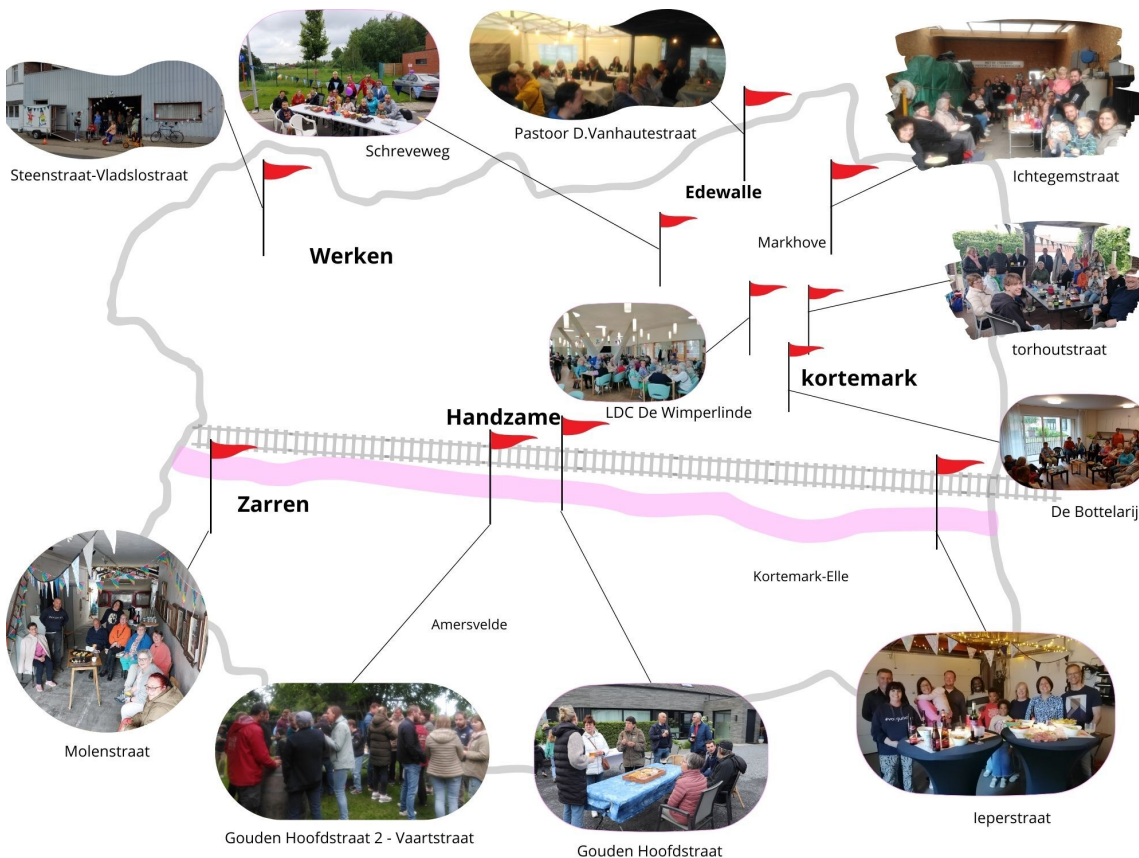 Pastoor D.Vanhautestraat
Schreveweg
Steenstraat-Vladslostraat
Ichtegemstraat
Edewalle
Markhove
Werken
torhoutstraat
kortemark
LDC De Wimperlinde
Handzame
Zarren
De Bottelarij
Kortemark-Elle
Amersvelde
Molenstraat
Ieperstraat
Gouden Hoofdstraat 2 - Vaartstraat
Gouden Hoofdstraat